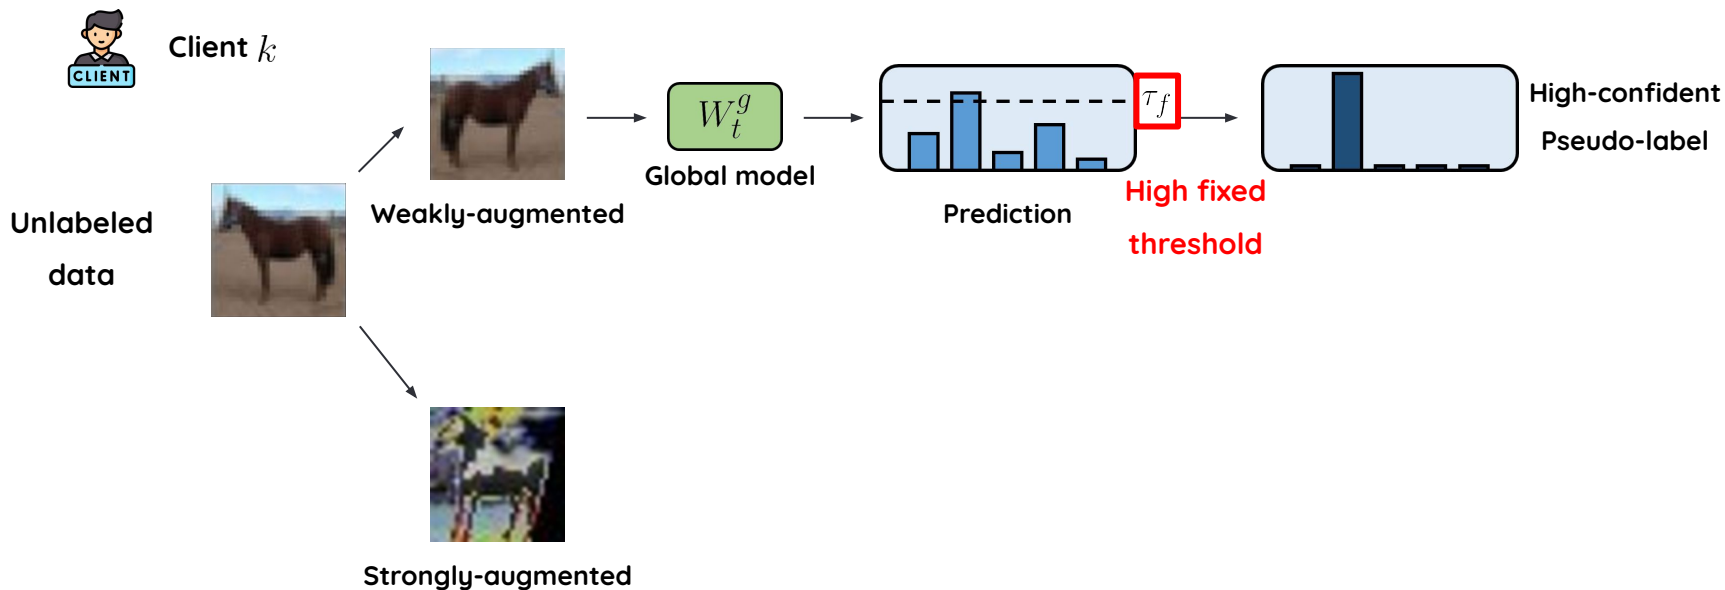 CLIENT
Client k
Unlabeled
data
Weakly-augmented
W_t^g
Global model
Prediction
τ_f
High fixed
threshold
High-confident
Pseudo-label
Strongly-augmented